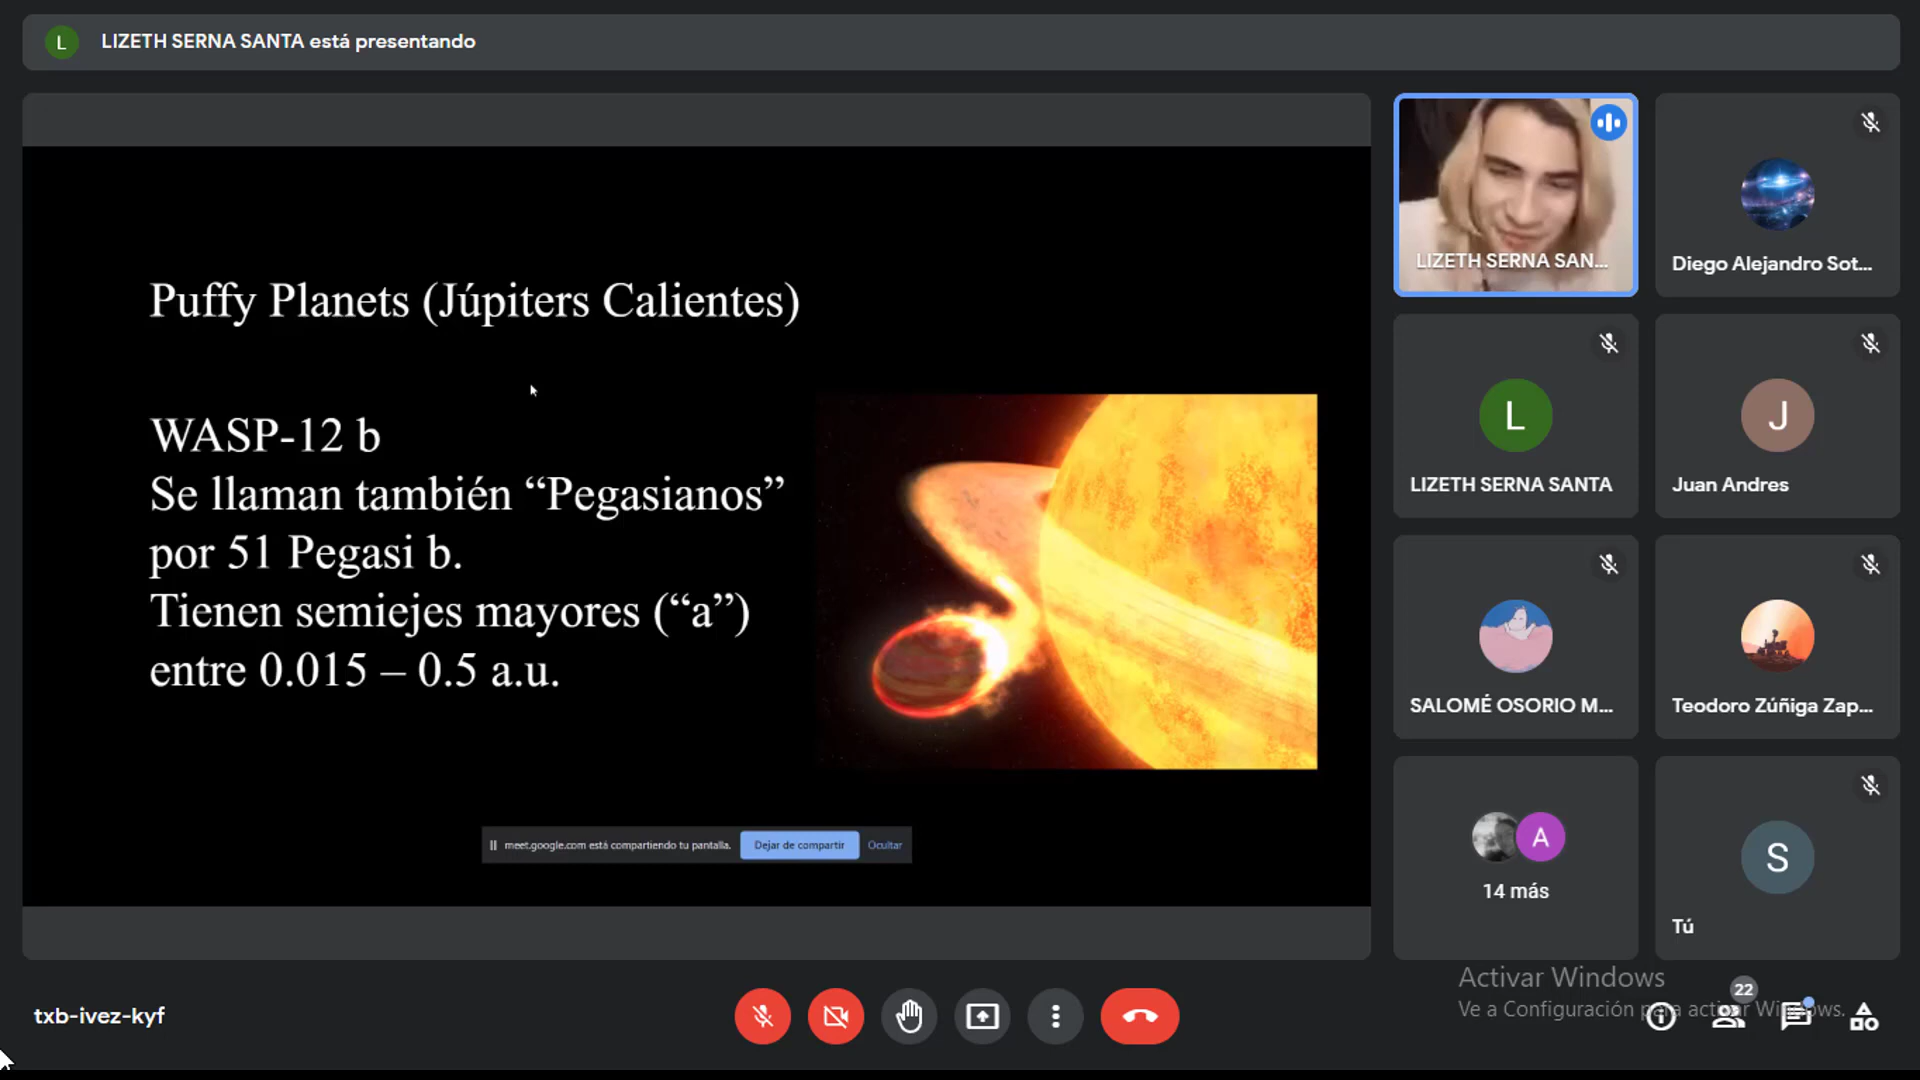 L LIZETH SERNA SANTA está presentando
Puffy Planets (Júpiters Calientes)
WASP-12 b
Se llaman también “Pegasianos”
por 51 Pegasi b.
Tienen semiejes mayores (“a”)
entre 0.015 – 0.5 a.u.
meet.google.com está compartiendo tu pantalla. Dejar de compartir Ocultar
LIZETH SERNA SAN...
Diego Alejandro Sot...
L
LIZETH SERNA SANTA
J
Juan Andres
SALOMÉ OSORIO M...
Teodoro Zúñiga Zap...
A
14 más
S
Tú
Activar Windows
Ve a Configuración para activar Windows.
txb-ivez-kyf
22